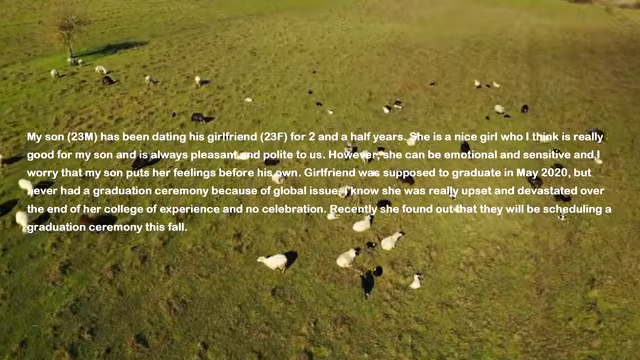 My son (23M) has been dating his girlfriend (23F) for 2 and a half years. She is a nice girl who I think is really
good for my son and is always pleasant and polite to us. However, she can be emotional and sensitive and I
worry that my son puts her feelings before his own. Girlfriend was supposed to graduate in May 2020, but
never had a graduation ceremony because of global issue. I know she was really upset and devastated over
the end of her college of experience and no celebration. Recently she found out that they will be scheduling a
graduation ceremony this fall.